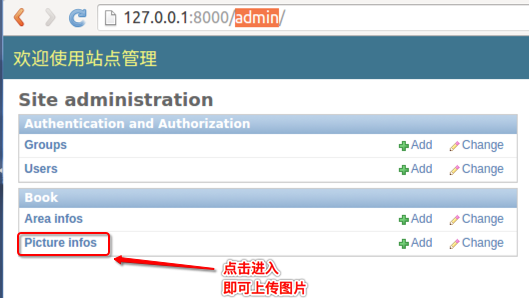 127.0.0.1:8000/admin/
欢迎使用站点管理
Site administration
Authentication and Authorization
Groups Add Change
Users Add Change
Book
Area infos Add Change
Picture infos Add Change
点击进入
即可上传图片